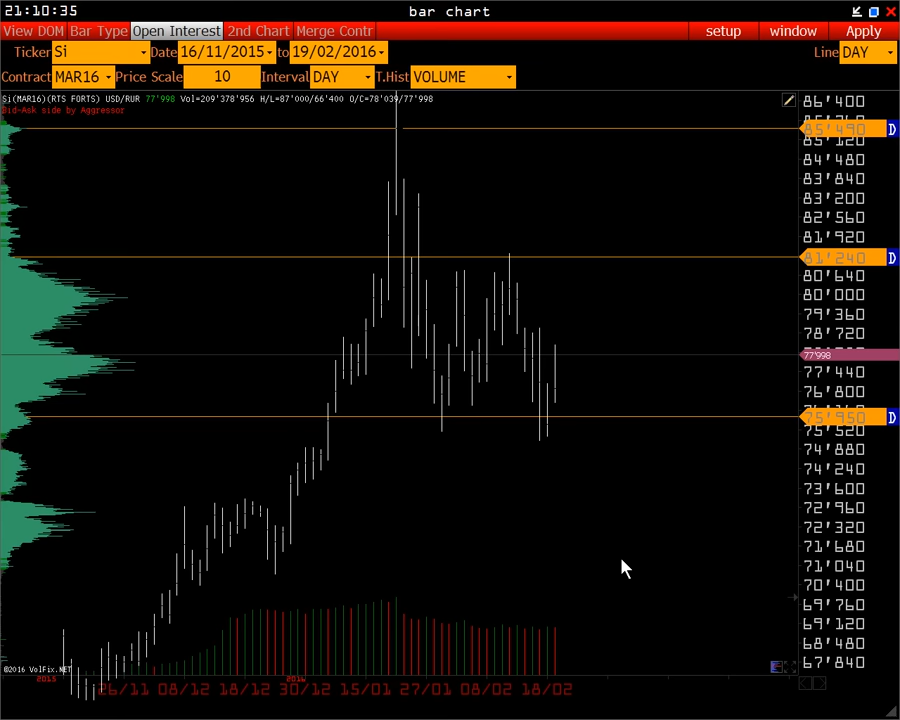 21:10:35 bar chart
View DOM Bar Type Open Interest 2nd Chart Merge Contr setup window Apply
Ticker Si Date 16/11/2015 to 19/02/2016 Line DAY
Contract MAR16 Price Scale 10 Interval DAY T.Hist VOLUME
Si(MAR16)(RTS FORTS) USD/RUR 77'998 Vol=209'378'956 H/L=87'000/66'400 O/C=78'039/77'998
Bid-Ask side by Aggressor
86'400
85'490 D
85'120
84'480
83'840
83'200
82'560
81'920
81'240 D
80'640
80'000
79'360
78'720
77'998
77'440
76'800
75'950 D
75'520
74'880
74'240
73'600
72'960
72'320
71'680
71'040
70'400
69'760
69'120
68'480
67'840
©2016 VolFix.NET
2015 2016
26/11 08/12 18/12 30/12 15/01 27/01 08/02 18/02